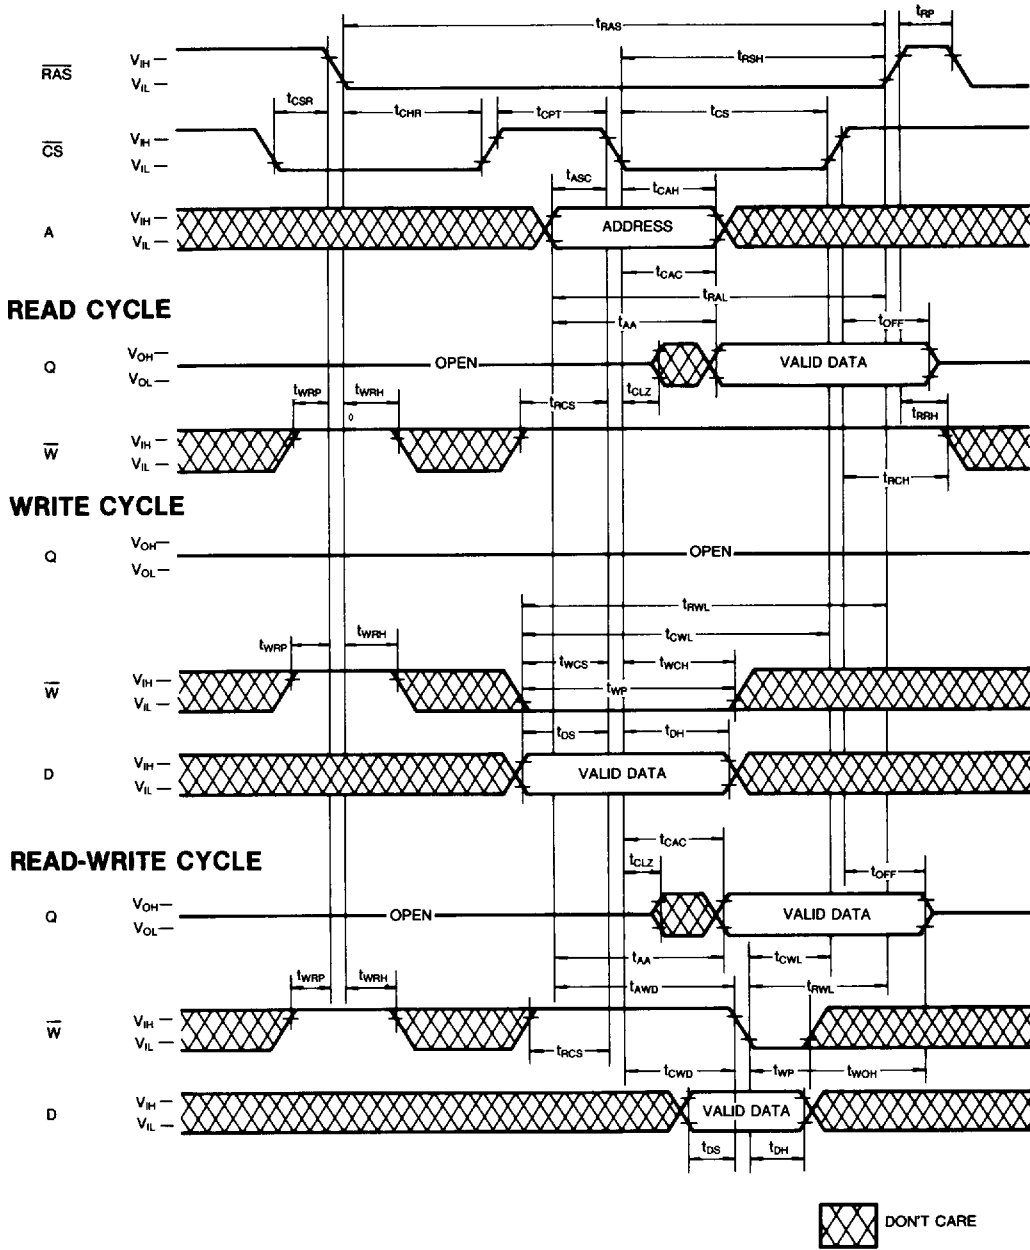 tRAS
tRP
RAS
VIH
VIL
tRSH
tCSR
tCHR
tCPT
tCS
CS
VIH
VIL
tASC
tCAH
A
VIH
VIL
ADDRESS
tCAC
tRAL
READ CYCLE
tAA
tOFF
Q
VOH
VOL
OPEN
VALID DATA
tWRP
tWRH
tRCS
tCLZ
tRRH
W
VIH
VIL
tRCH
WRITE CYCLE
Q
VOH
VOL
OPEN
tRWL
tCWL
tWRP
tWRH
tWCS
tWCH
W
VIH
VIL
tWP
tDS
tDH
D
VIH
VIL
VALID DATA
tCAC
READ-WRITE CYCLE
tCLZ
tOFF
Q
VOH
VOL
OPEN
VALID DATA
tAA
tCWL
tWRP
tWRH
tAWD
tRWL
W
VIH
VIL
tRCS
tCWD
tWP
tWOH
D
VIH
VIL
VALID DATA
tDS
tDH
DON'T CARE